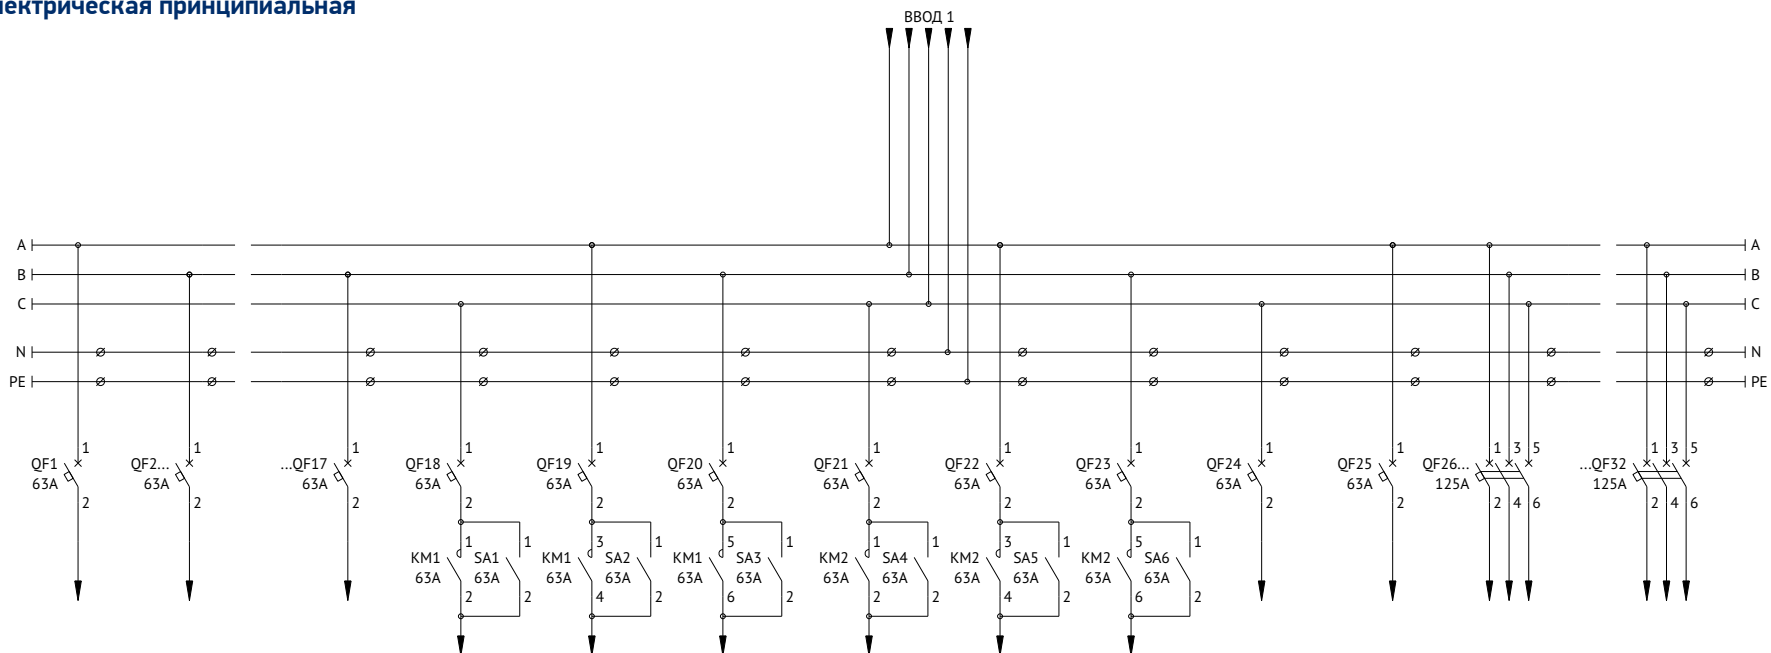 лектрическая принципиальная
ВВОД 1
A A
B B
C C
N N
PE PE
1 1 1 1 1 1 1 1 1 1 1 1 3 5 1 3 5
QF1 QF2... ...QF17 QF18 QF19 QF20 QF21 QF22 QF23 QF24 QF25 QF26... ...QF32
63A 63A 63A 63A 63A 63A 63A 63A 63A 63A 63A 125A 125A
2 2 2 2 2 2 2 2 2 2 2 2 4 6 2 4 6
1 1 3 1 5 1 1 1 3 1 5 1
KM1 SA1 KM1 SA2 KM1 SA3 KM2 SA4 KM2 SA5 KM2 SA6
63A 63A 63A 63A 63A 63A 63A 63A 63A 63A 63A 63A
2 2 4 2 6 2 2 2 4 2 6 2